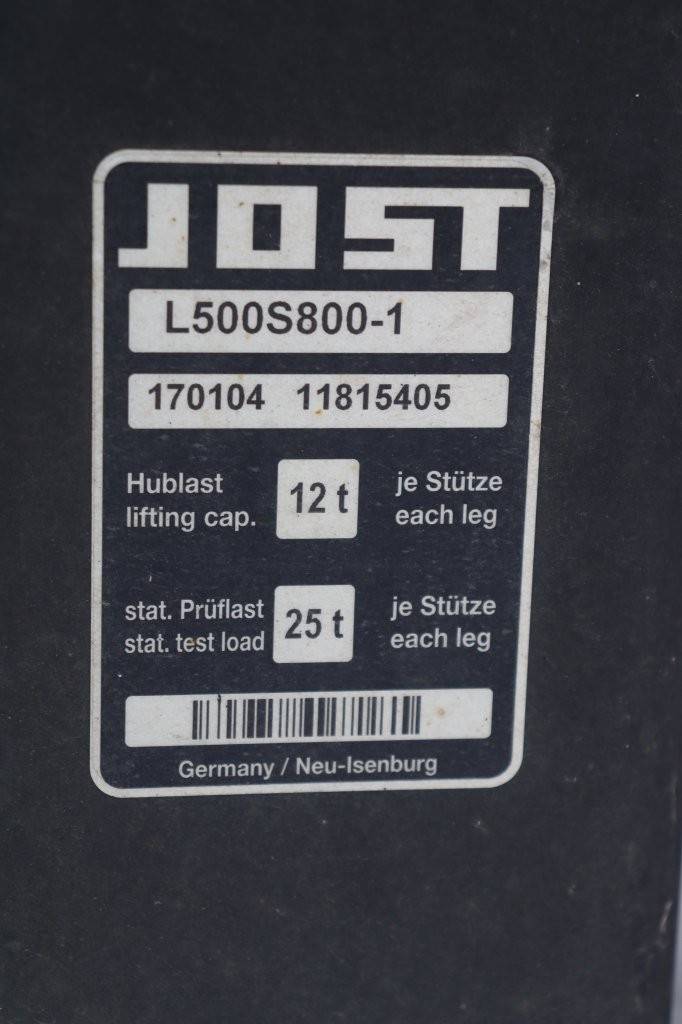 JOST
L500S800-1
170104 11815405
Hublast 12 t je Stütze
lifting cap. each leg
stat. Prüflast 25 t je Stütze
stat. test load each leg
Germany / Neu-Isenburg